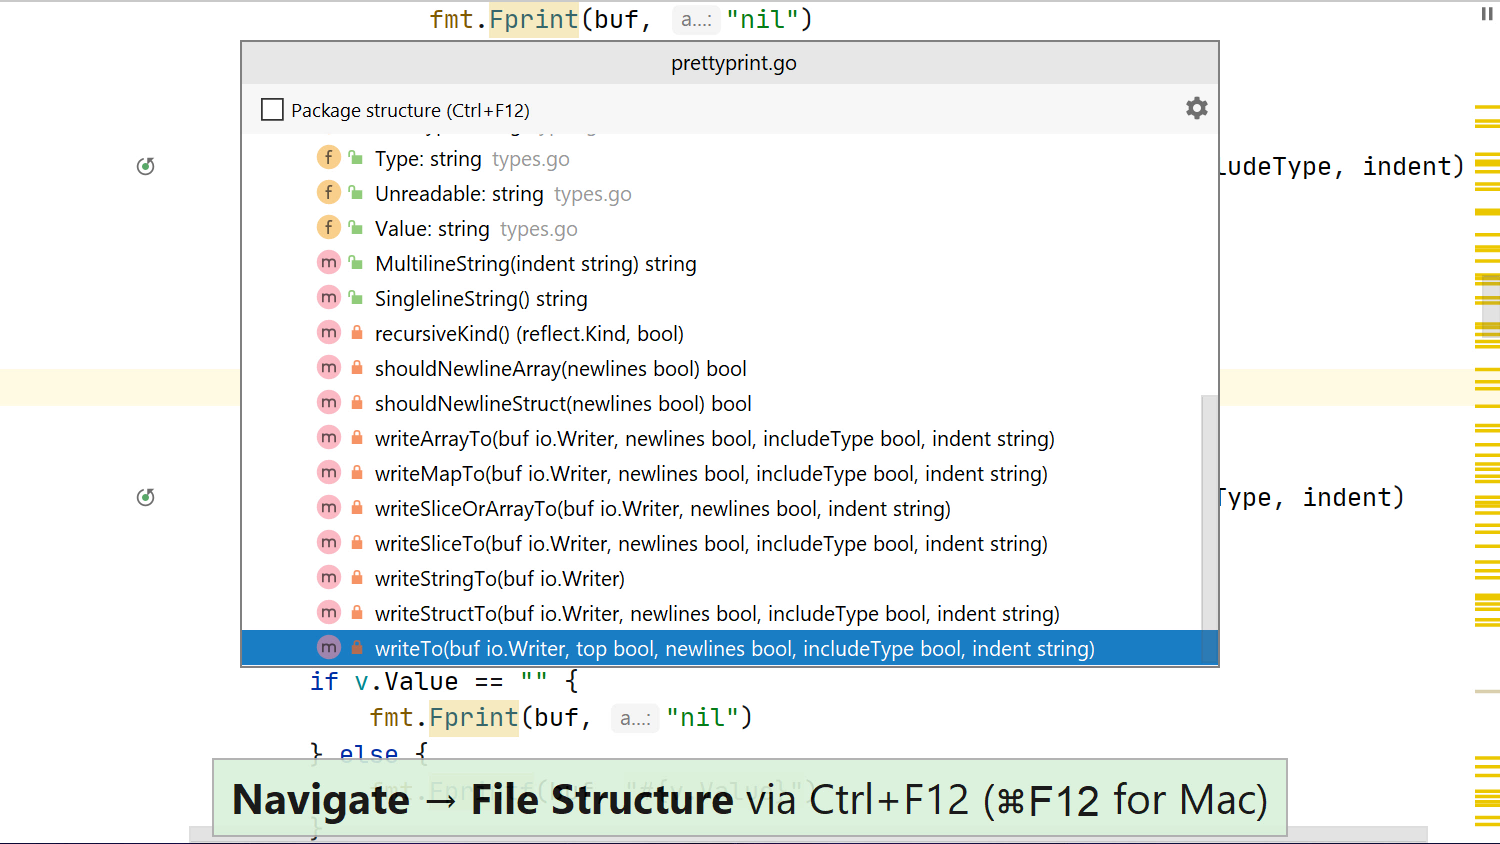 fmt.Fprint(buf, a...: "nil")
prettyprint.go
Package structure (Ctrl+F12)
Type: string types.go
ludeType, indent)
Unreadable: string types.go
Value: string types.go
MultilineString(indent string) string
SinglelineString() string
recursiveKind() (reflect.Kind, bool)
shouldNewlineArray(newlines bool) bool
shouldNewlineStruct(newlines bool) bool
writeArrayTo(buf io.Writer, newlines bool, includeType bool, indent string)
writeMapTo(buf io.Writer, newlines bool, includeType bool, indent string)
writeSliceOrArrayTo(buf io.Writer, newlines bool, indent string)
Type, indent)
writeSliceTo(buf io.Writer, newlines bool, includeType bool, indent string)
writeStringTo(buf io.Writer)
writeStructTo(buf io.Writer, newlines bool, includeType bool, indent string)
writeTo(buf io.Writer, top bool, newlines bool, includeType bool, indent string)
if v.Value == "" {
fmt.Fprint(buf, a...: "nil")
} else {
Navigate → File Structure via Ctrl+F12 (⌘F12 for Mac)
}